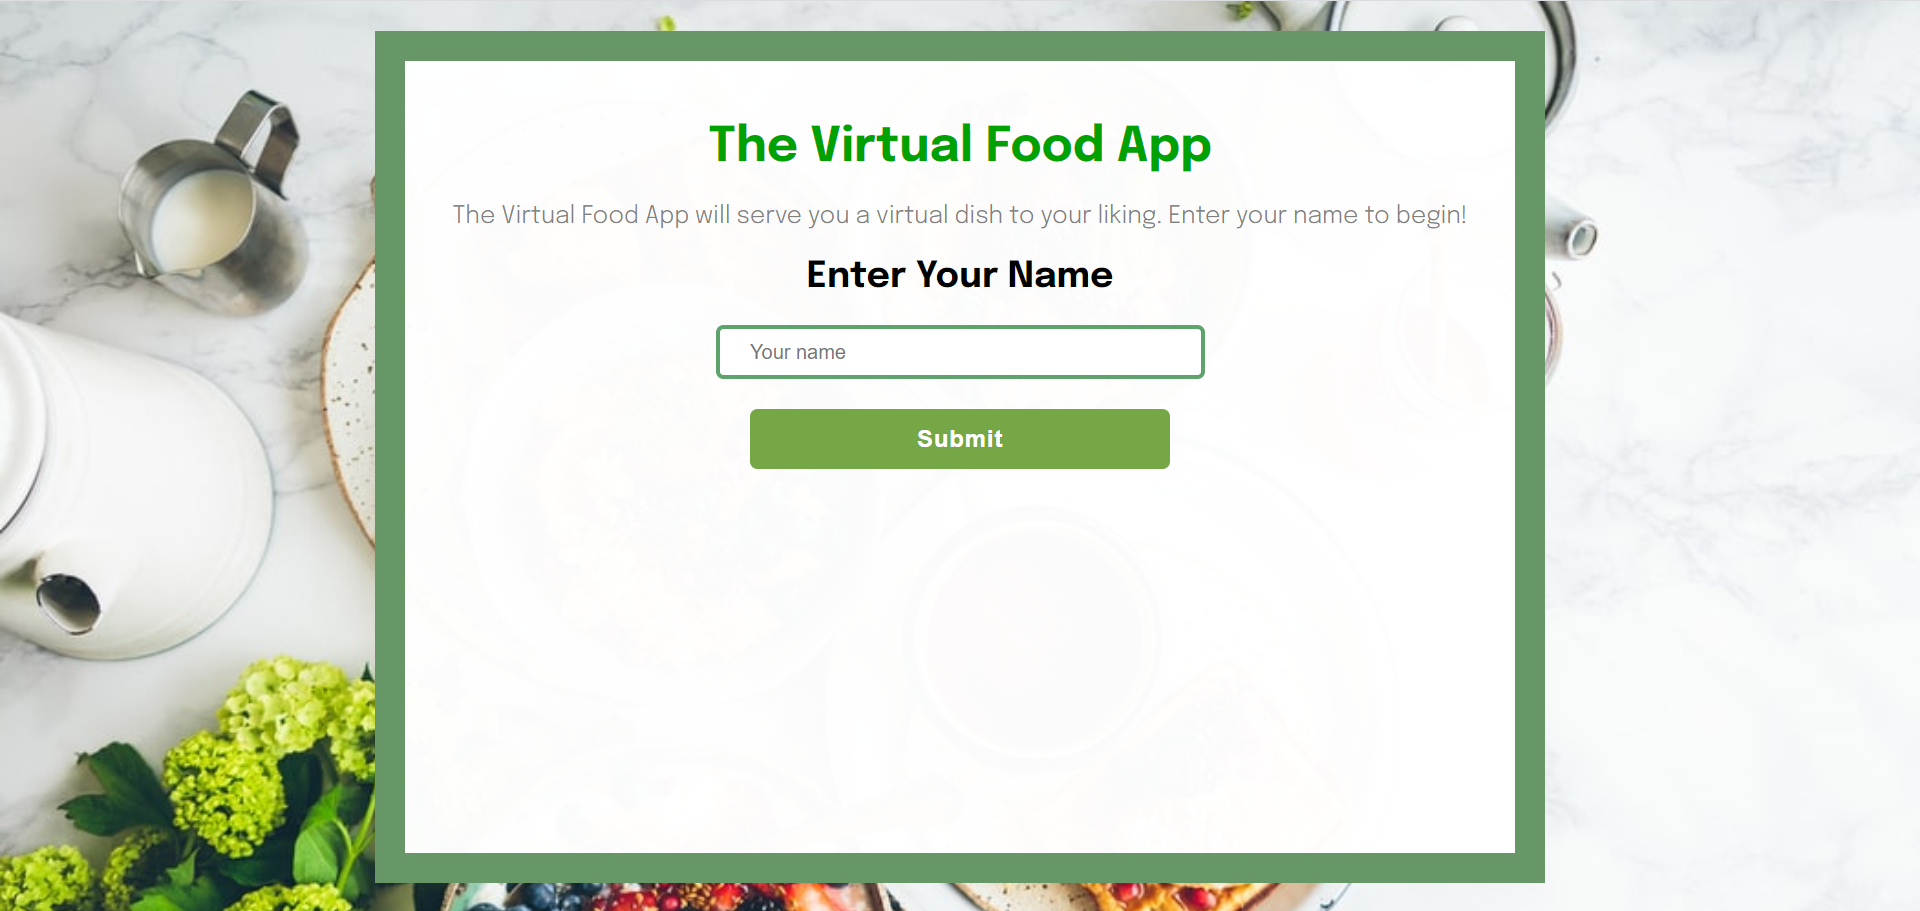 The Virtual Food App
The Virtual Food App will serve you a virtual dish to your liking. Enter your name to begin!
Enter Your Name
Your name
Submit